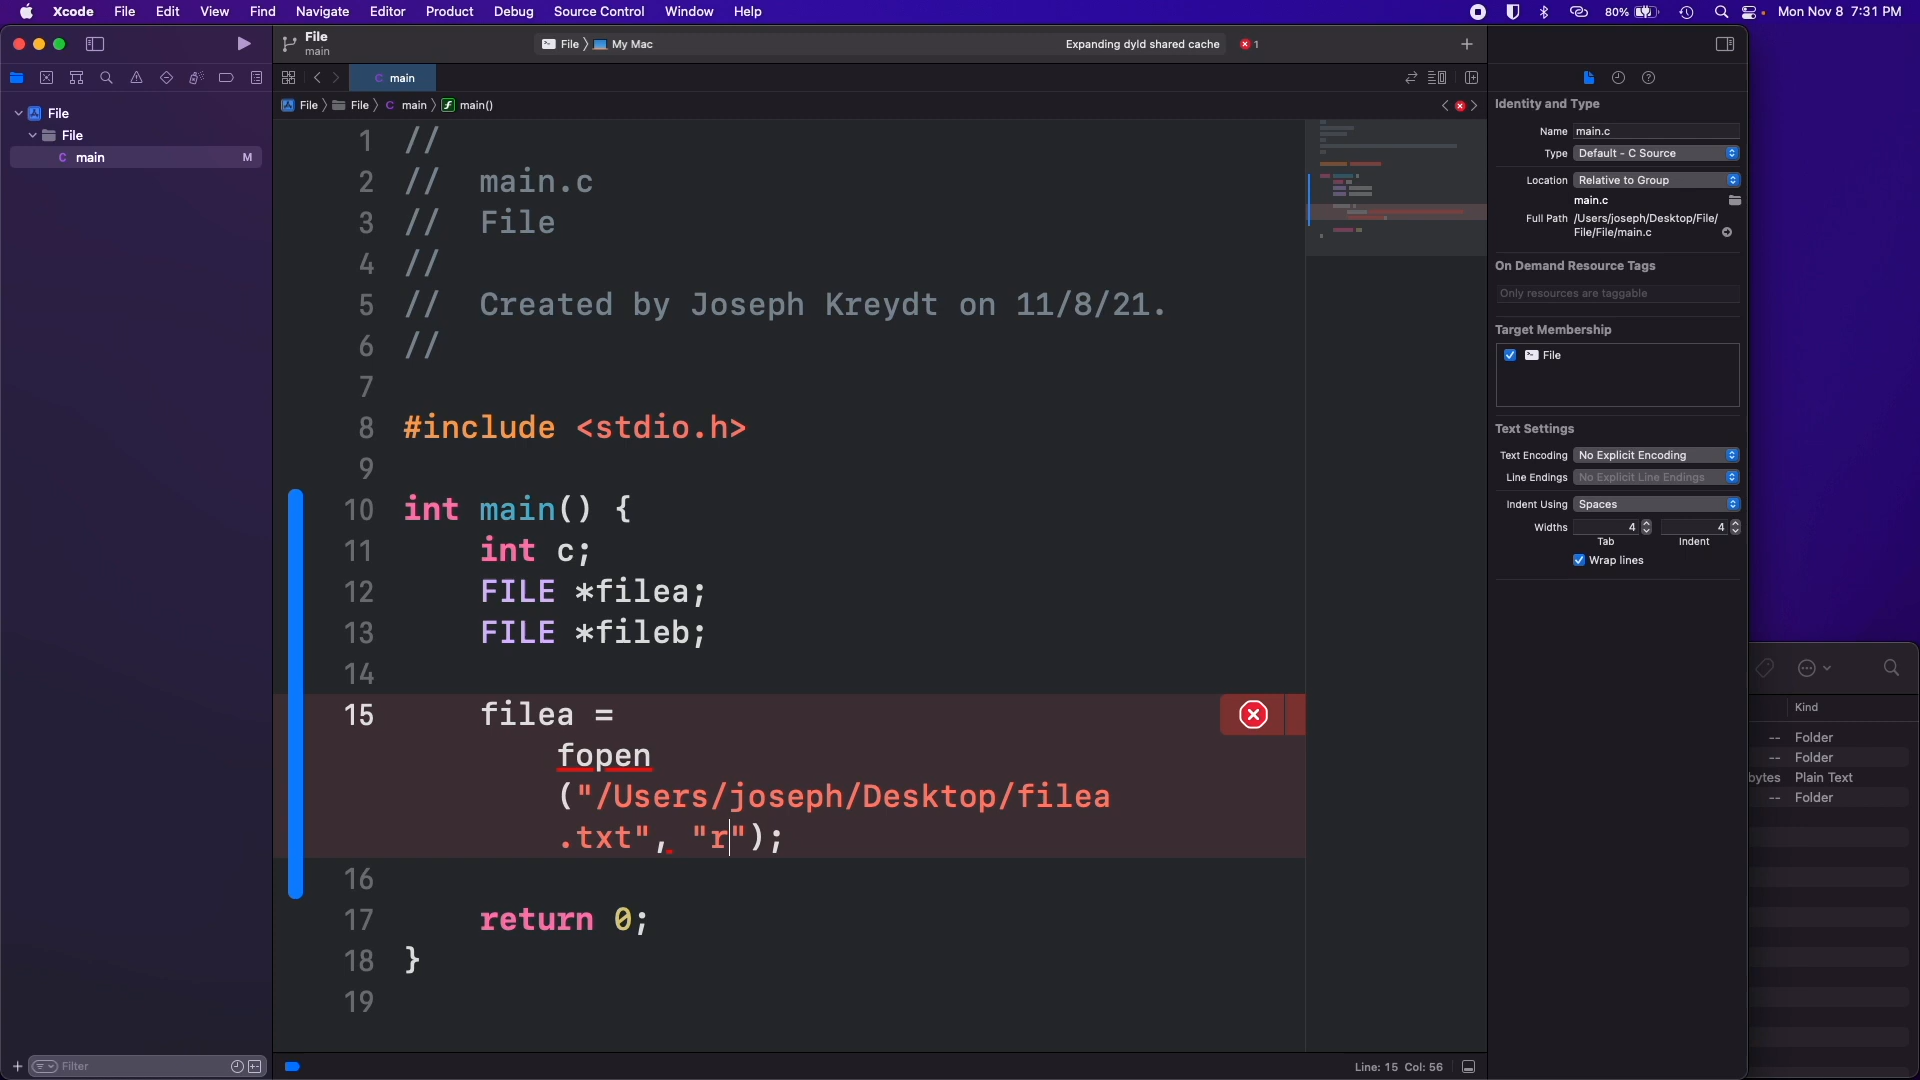 Xcode File Edit View Find Navigate Editor Product Debug Source Control Window Help 80% Mon Nov 8 7:31 PM
File
main
File My Mac Expanding dyld shared cache 1
C main
File File C main main()
File
File
C main M
1 //
2 // main.c
3 // File
4 //
5 // Created by Joseph Kreydt on 11/8/21.
6 //
7
8 #include <stdio.h>
9
10 int main() {
11 int c;
12 FILE *filea;
13 FILE *fileb;
14
15 filea =
fopen
("/Users/joseph/Desktop/filea
.txt", "r");
16
17 return 0;
18 }
19
Filter
Line: 15 Col: 56
Identity and Type
Name main.c
Type Default - C Source
Location Relative to Group
main.c
Full Path /Users/joseph/Desktop/File/
File/File/main.c
On Demand Resource Tags
Only resources are taggable
Target Membership
File
Text Settings
Text Encoding No Explicit Encoding
Line Endings No Explicit Line Endings
Indent Using Spaces
Widths 4 4
Tab Indent
Wrap lines
Kind
-- Folder
-- Folder
bytes Plain Text
-- Folder